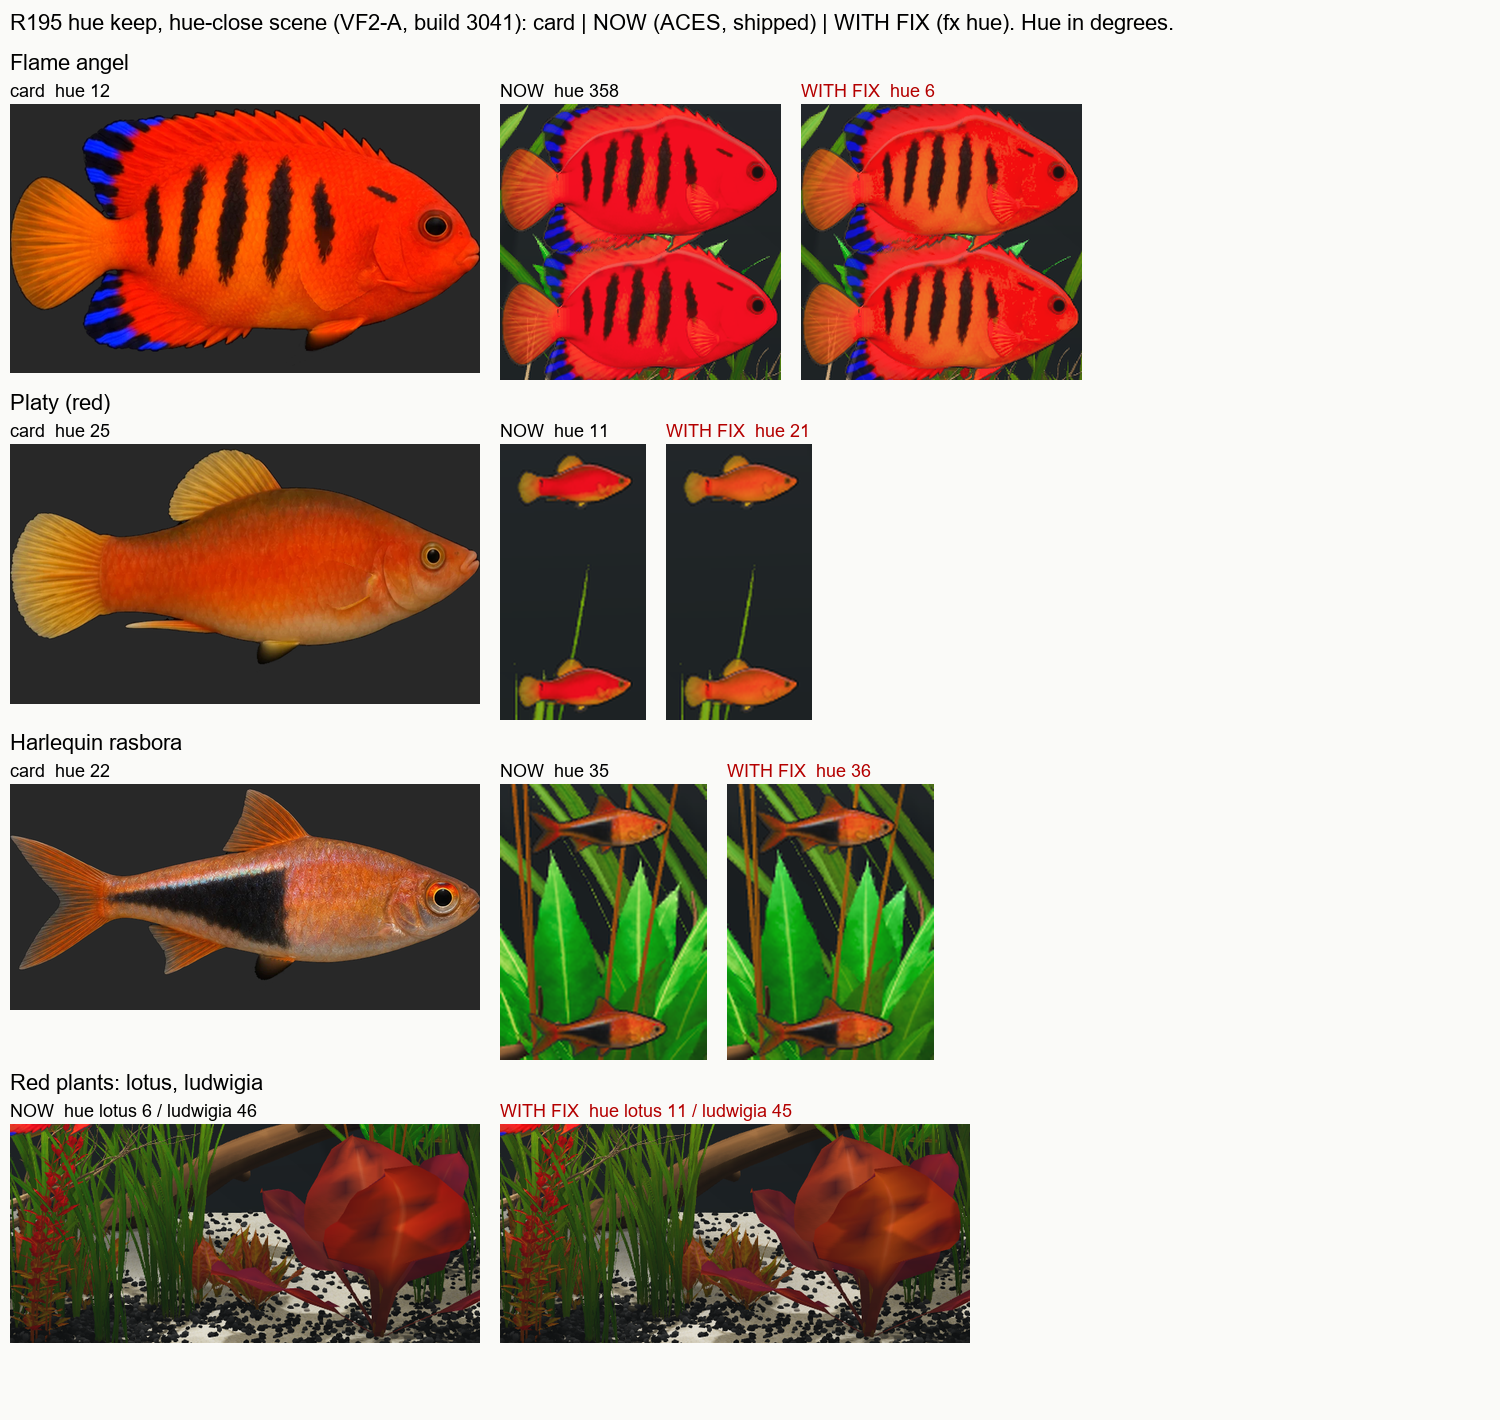 R195 hue keep, hue-close scene (VF2-A, build 3041): card | NOW (ACES, shipped) | WITH FIX (fx hue). Hue in degrees.
Flame angel
card hue 12
NOW hue 358
WITH FIX hue 6
Platy (red)
card hue 25
NOW hue 11
WITH FIX hue 21
Harlequin rasbora
card hue 22
NOW hue 35
WITH FIX hue 36
Red plants: lotus, ludwigia
NOW hue lotus 6 / ludwigia 46
WITH FIX hue lotus 11 / ludwigia 45